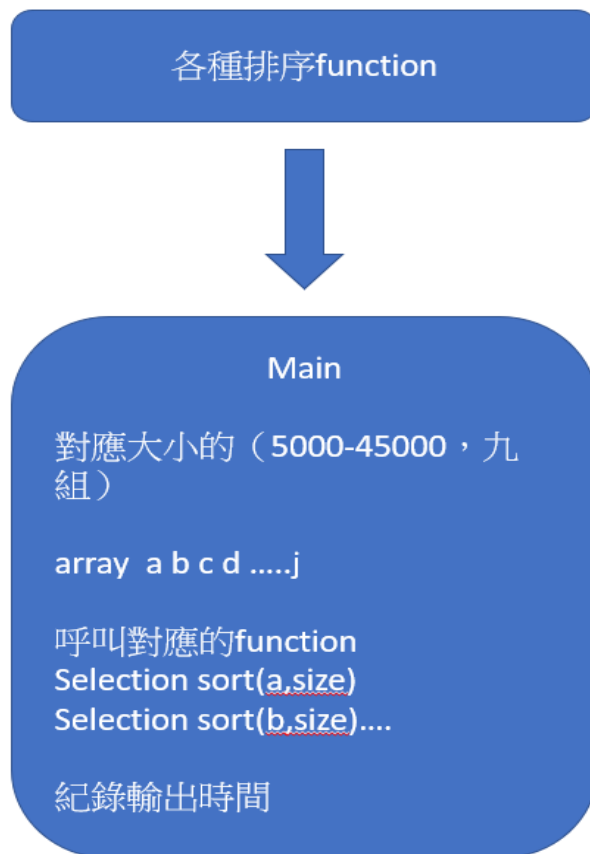 各種排序function
Main
對應大小的（5000-45000，九
組）
array  a b c d .....j
呼叫對應的function
Selection sort(a,size)
Selection sort(b,size)....
紀錄輸出時間